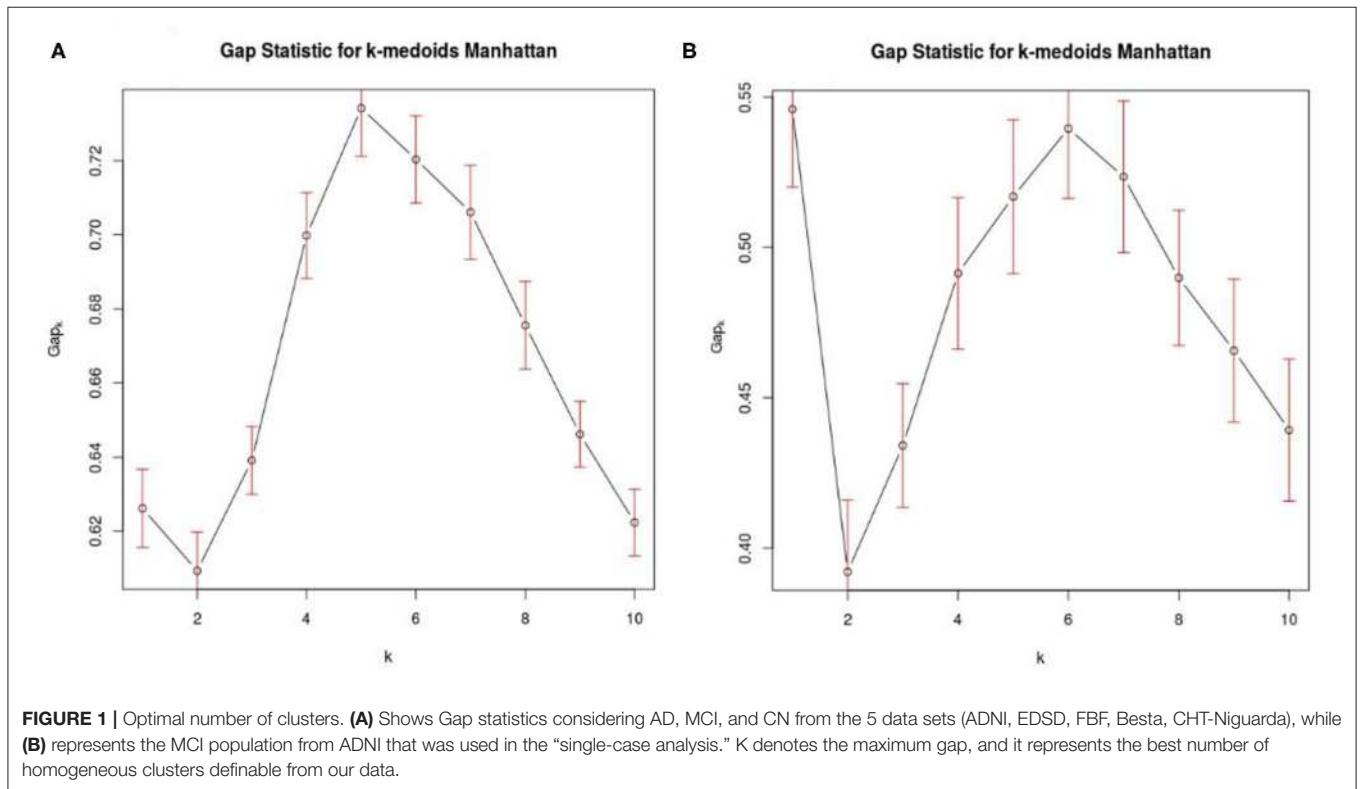 A
Gap Statistic for k-medoids Manhattan
Gapk
0.72
0.70
0.68
0.66
0.64
0.62
2
4
6
8
10
k
B
Gap Statistic for k-medoids Manhattan
Gapk
0.55
0.50
0.45
0.40
2
4
6
8
10
k
FIGURE 1 | Optimal number of clusters. (A) Shows Gap statistics considering AD, MCI, and CN from the 5 data sets (ADNI, EDSD, FBF, Besta, CHT-Niguarda), while
(B) represents the MCI population from ADNI that was used in the “single-case analysis.” K denotes the maximum gap, and it represents the best number of
homogeneous clusters definable from our data.